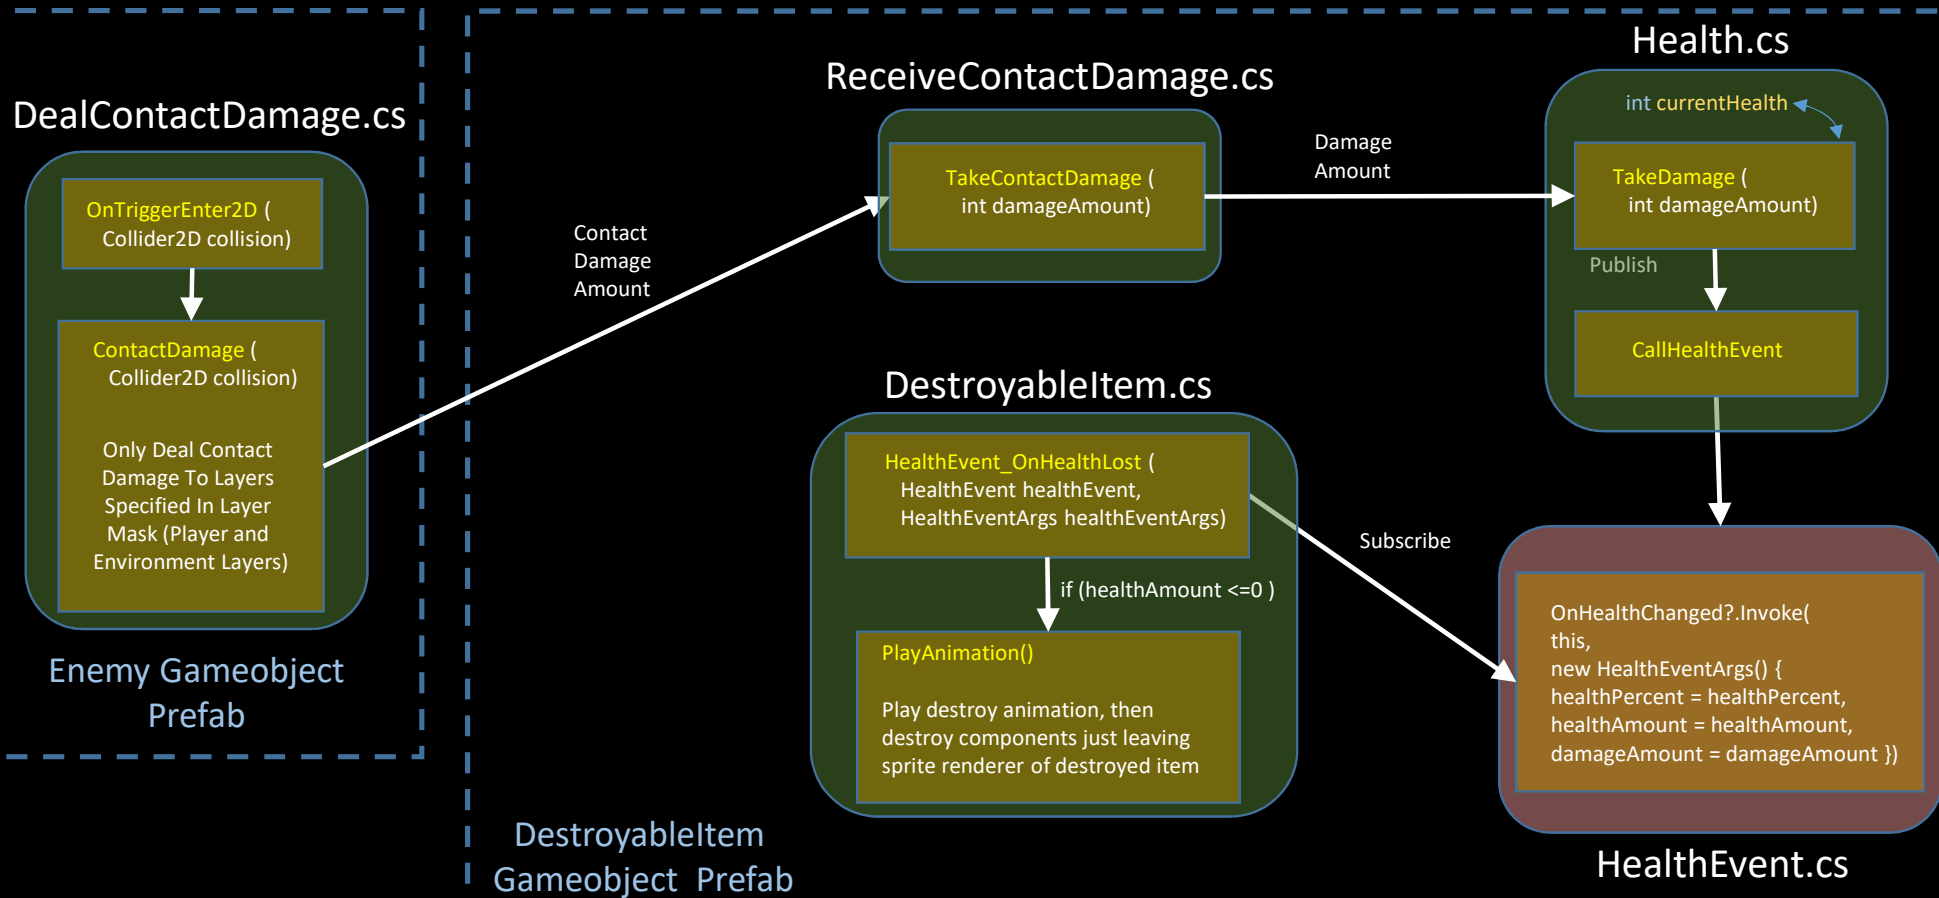 DealContactDamage.cs
OnTriggerEnter2D (
Collider2D collision)
ContactDamage (
Collider2D collision)
Only Deal Contact
Damage To Layers
Specified In Layer
Mask (Player and
Environment Layers)
Enemy Gameobject
Prefab
Contact
Damage
Amount
ReceiveContactDamage.cs
TakeContactDamage (
int damageAmount)
Damage
Amount
Health.cs
int currentHealth
TakeDamage (
int damageAmount)
Publish
CallHealthEvent
DestroyableItem.cs
HealthEvent_OnHealthLost (
HealthEvent healthEvent,
HealthEventArgs healthEventArgs)
if (healthAmount <=0 )
PlayAnimation()
Play destroy animation, then
destroy components just leaving
sprite renderer of destroyed item
Subscribe
OnHealthChanged?.Invoke(
this,
new HealthEventArgs() {
healthPercent = healthPercent,
healthAmount = healthAmount,
damageAmount = damageAmount })
HealthEvent.cs
DestroyableItem
Gameobject Prefab